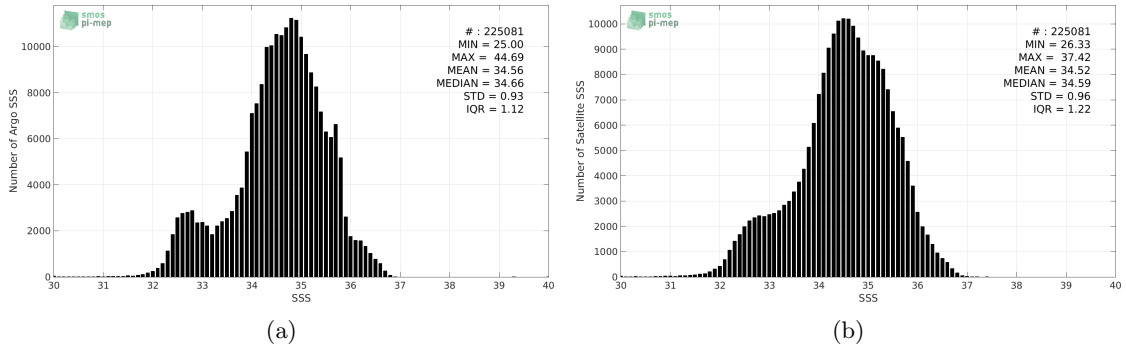 smos
pi-mep
# : 225081
MIN = 25.00
MAX = 44.69
MEAN = 34.56
MEDIAN = 34.66
STD = 0.93
IQR = 1.12
Number of Argo SSS
10000
8000
6000
4000
2000
0
30 31 32 33 34 35 36 37 38 39 40
SSS
(a)
smos
pi-mep
# : 225081
MIN = 26.33
MAX = 37.42
MEAN = 34.52
MEDIAN = 34.59
STD = 0.96
IQR = 1.22
Number of Satellite SSS
10000
9000
8000
7000
6000
5000
4000
3000
2000
1000
0
30 31 32 33 34 35 36 37 38 39 40
SSS
(b)